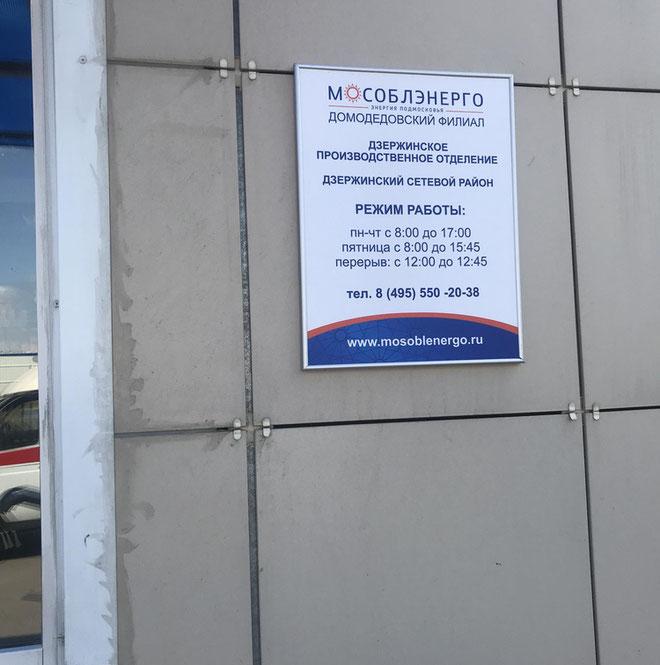 МОСОБЛЭНЕРГО
ЭНЕРГИЯ ПОДМОСКОВЬЯ
ДОМОДЕДОВСКИЙ ФИЛИАЛ
ДЗЕРЖИНСКОЕ
ПРОИЗВОДСТВЕННОЕ ОТДЕЛЕНИЕ
ДЗЕРЖИНСКИЙ СЕТЕВОЙ РАЙОН
РЕЖИМ РАБОТЫ:
пн-чт с 8:00 до 17:00
пятница с 8:00 до 15:45
перерыв: с 12:00 до 12:45
тел. 8 (495) 550 -20-38
www.mosoblenergo.ru